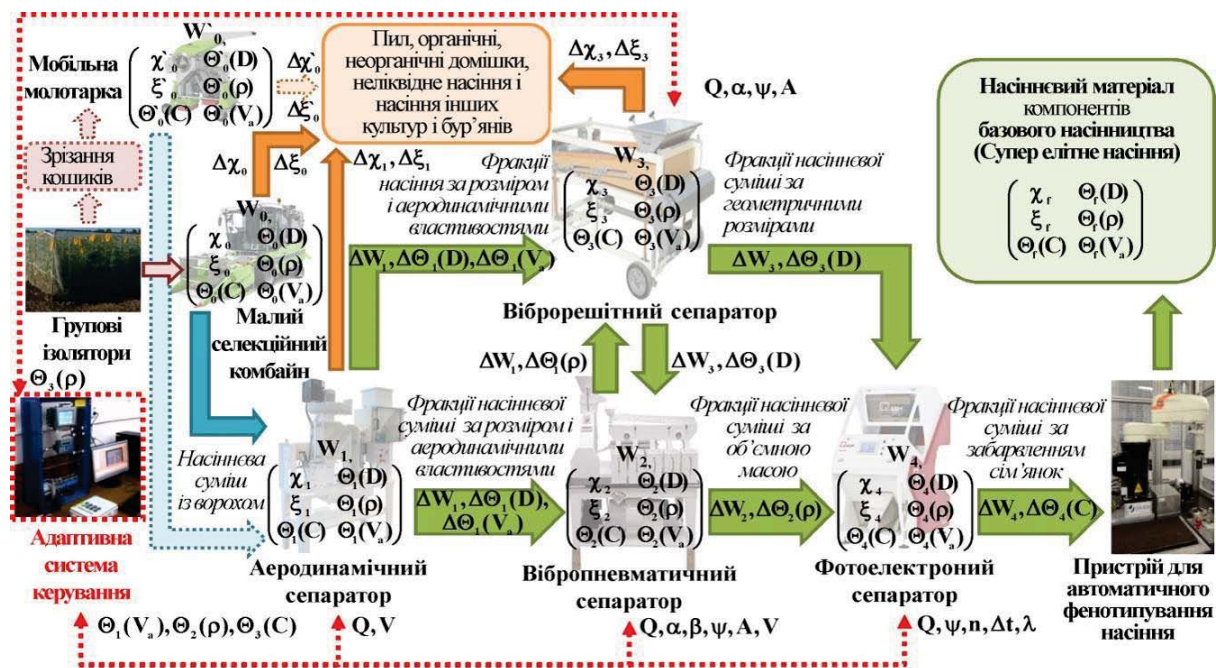 W`0,
Мобільна
молотарка
χ`0 Θ`0(D)
ξ`0 Θ`0(ρ)
Θ`0(C) Θ`0(Va)
Δχ`0
Δξ`0
Пил, органічні,
неорганічні домішки,
неліквідне насіння і
насіння інших
культур і бур’янів
Δχ3, Δξ3
Q, α, ψ, A
Насіннєвий матеріал
компонентів
базового насінництва
(Супер елітне насіння)
χr Θr(D)
ξr Θr(ρ)
Θr(C) Θr(Va)
Зрізання
кошиків
Δχ0 Δξ0
Δχ1, Δξ1
Фракції
насіння за розміром
і аеродинамічними
властивостями
W3,
χ3 Θ3(D)
ξ3 Θ3(ρ)
Θ3(C) Θ3(Va)
Фракції насіннєвої
суміші за
геометричними
розмірами
W0,
χ0 Θ0(D)
ξ0 Θ0(ρ)
Θ0(C) Θ0(Va)
ΔW1, ΔΘ1(D), ΔΘ1(Va)
ΔW3, ΔΘ3(D)
Віброрешітний сепаратор
Групові
ізолятори
Малий
селекційний
комбайн
Θ3(ρ)
ΔW1, ΔΘ1(ρ)
ΔW3, ΔΘ3(D)
Насіннєва
суміш
із ворохом
W1,
χ1 Θ1(D)
ξ1 Θ1(ρ)
Θ1(C) Θ1(Va)
Фракції насіннєвої
суміші за розміром і
аеродинамічними
властивостями
ΔW1, ΔΘ1(D),
ΔΘ1(Va)
W2,
χ2 Θ2(D)
ξ2 Θ2(ρ)
Θ2(C) Θ2(Va)
Фракції насіннєвої
суміші за
об’ємною
масою
ΔW2, ΔΘ2(ρ)
W4,
χ4 Θ4(D)
ξ4 Θ4(ρ)
Θ4(C) Θ4(Va)
Фракції насіннєвої
суміші за
забарвленням
сім’янок
ΔW4, ΔΘ4(C)
Адаптивна
система
керування
Аеродинамічний
сепаратор
Вібропневматичний
сепаратор
Фотоелектроний
сепаратор
Пристрій для
автоматичного
фенотипування
насіння
Θ1(Va), Θ2(ρ), Θ3(C)
Q, V
Q, α, β, ψ, A, V
Q, ψ, n, Δt, λ